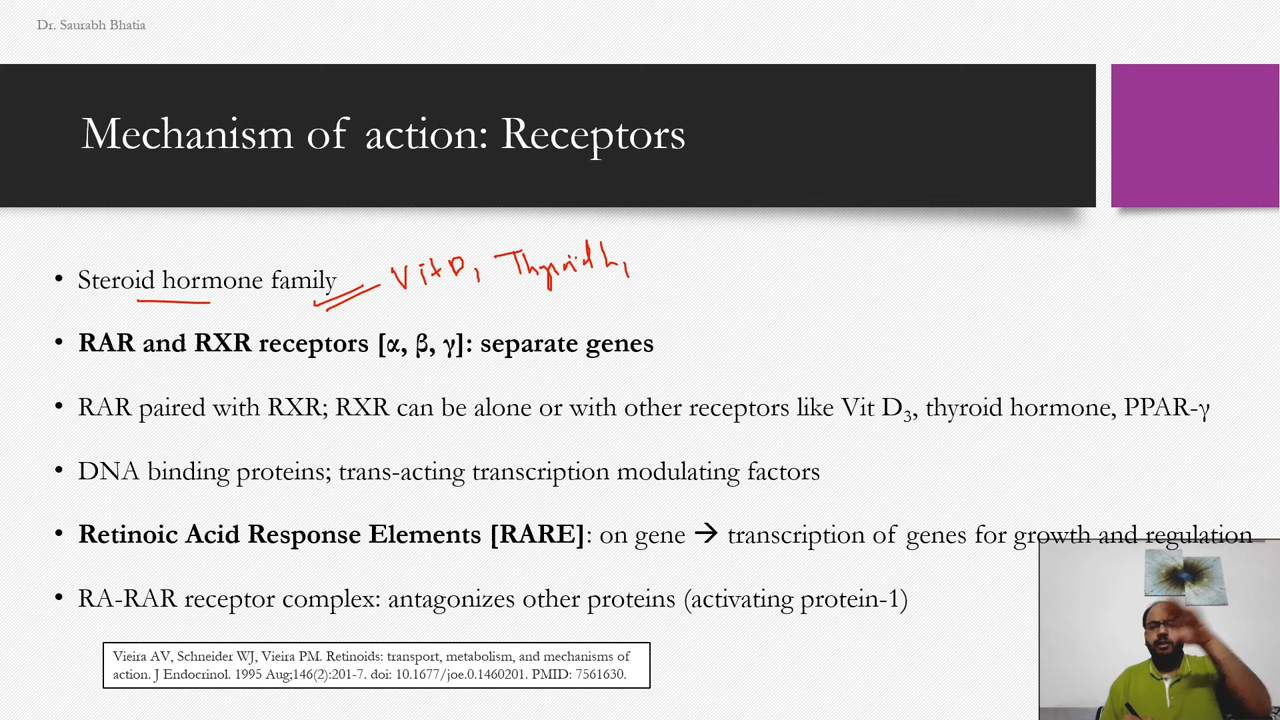 Dr. Saurabh Bhatia
Mechanism of action: Receptors
• Steroid hormone family Vit D, Thyroid h,
• RAR and RXR receptors [α, β, γ]: separate genes
• RAR paired with RXR; RXR can be alone or with other receptors like Vit D₃, thyroid hormone, PPAR-γ
• DNA binding proteins; trans-acting transcription modulating factors
• Retinoic Acid Response Elements [RARE]: on gene → transcription of genes for growth and regulation
• RA-RAR receptor complex: antagonizes other proteins (activating protein-1)
Vieira AV, Schneider WJ, Vieira PM. Retinoids: transport, metabolism, and mechanisms of
action. J Endocrinol. 1995 Aug;146(2):201-7. doi: 10.1677/joe.0.1460201. PMID: 7561630.